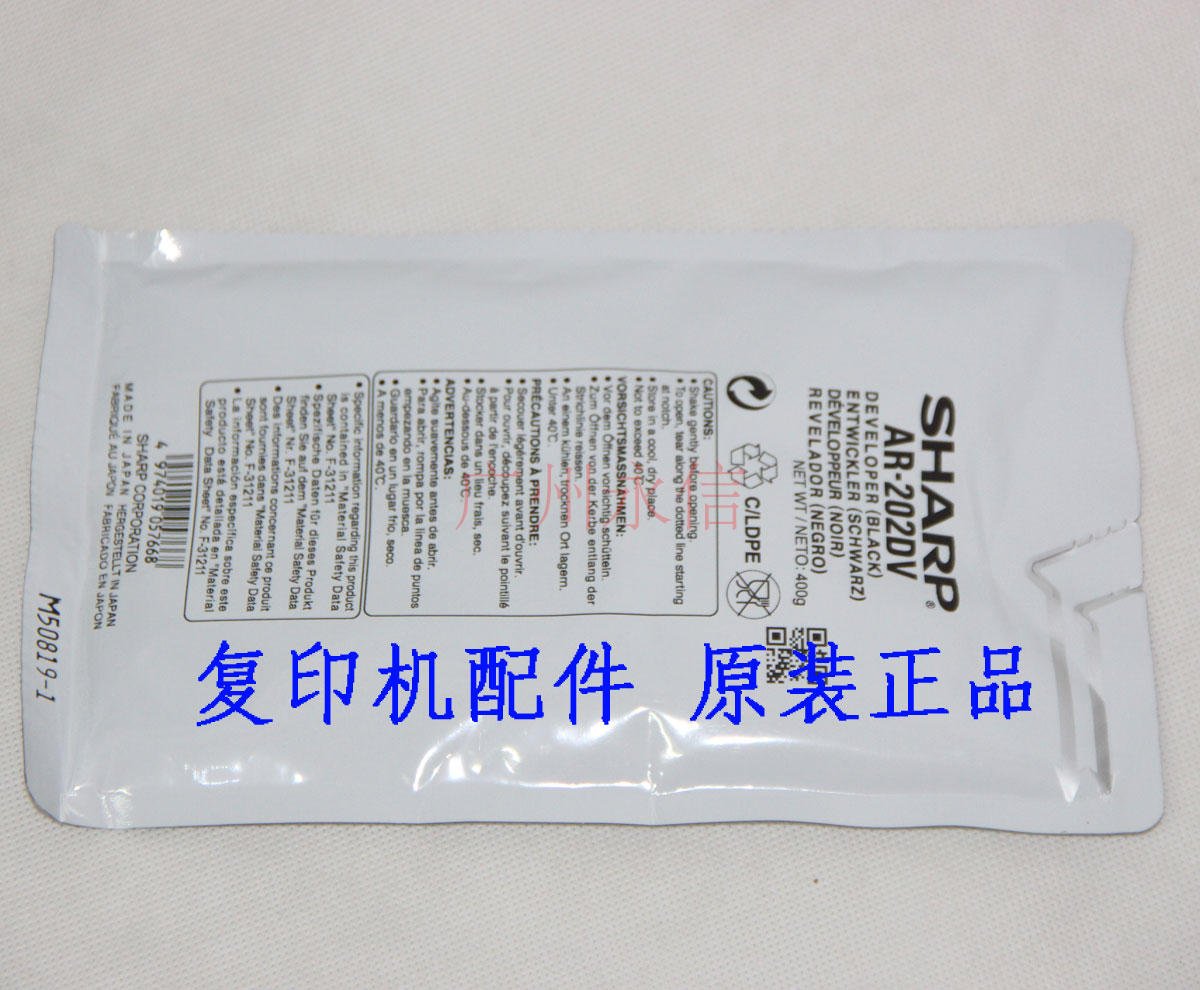 SHARP®
AR-202DV
DEVELOPER (BLACK)
ENTWICKLER (SCHWARZ)
DÉVELOPPEUR (NOIR)
REVELADOR (NEGRO)
NET WT / NETO: 400g
C/LDPE
CAUTIONS:
• Shake gently before opening.
• To open, tear along the dotted line starting
at notch.
• Store in a cool, dry place.
• Not to exceed 40°C.
VORSICHTSMASSNAHMEN:
• Vor dem Öffnen vorsichtig schütteln.
• Zum Öffnen von der Kerbe entlang der
Strichlinie reissen.
• An einem kühlen, trocknen Ort lagern.
• Unter 40°C.
PRÉCAUTIONS À PRENDRE:
• Secouer légèrement avant d'ouvrir.
• Pour ouvrir, découpez suivant le pointillé
à partir de l'encoche.
• Stocker dans un lieu frais, sec.
• Au-dessous de 40°C.
ADVERTENCIAS:
• Agite suavemente antes de abrir.
• Para abrir, rompa por la línea de puntos
empezando en la muesca.
• Guardarlo en un lugar frío, seco.
• A menos de 40°C.
• Specific information regarding this product
is contained in "Material Safety Data
Sheet" No. F-31211
• Spezifische Daten für dieses Produkt
finden Sie auf dem "Material Safety Data
Sheet" Nr. F-31211
• Des informations concernant ce produit
sont fournies dans "Material Safety Data
Sheet" No. F-31211
• La información específica sobre este
producto está detallada en "Material
Safety Data Sheet" No. F-31211
4 974019 057668
SHARP CORPORATION
MADE IN JAPAN HERGESTELLT IN JAPAN
FABRIQUÉ AU JAPON FABRICADO EN JAPÓN
M50819-1
广州永信
复印机配件 原装正品